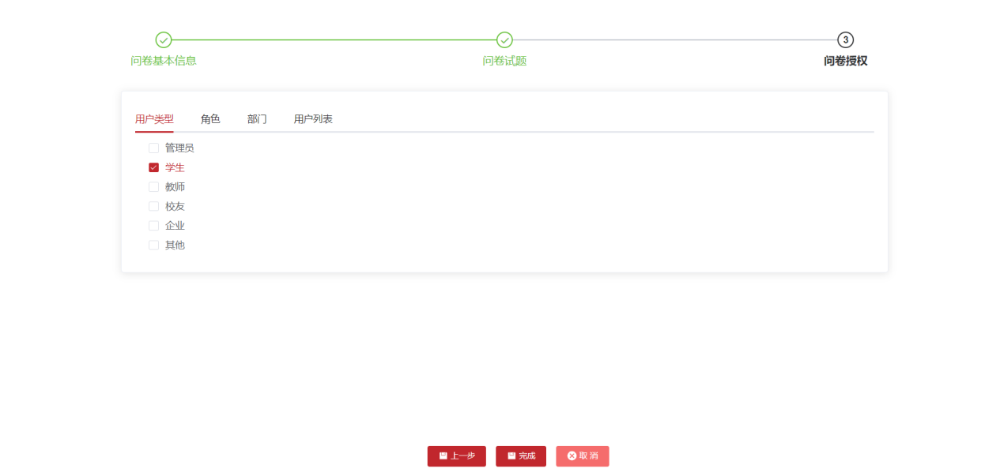 3
问卷基本信息 问卷试题 问卷授权
用户类型 角色 部门 用户列表
管理员
学生
教师
校友
企业
其他
上一步 完成 取 消